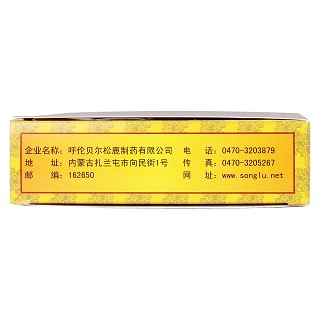 企业名称：呼伦贝尔松鹿制药有限公司 电 话：0470-3203879
地 址：内蒙古扎兰屯市向民街1号 传 真：0470-3205267
邮 编：162650 网 址：www.songlu.net